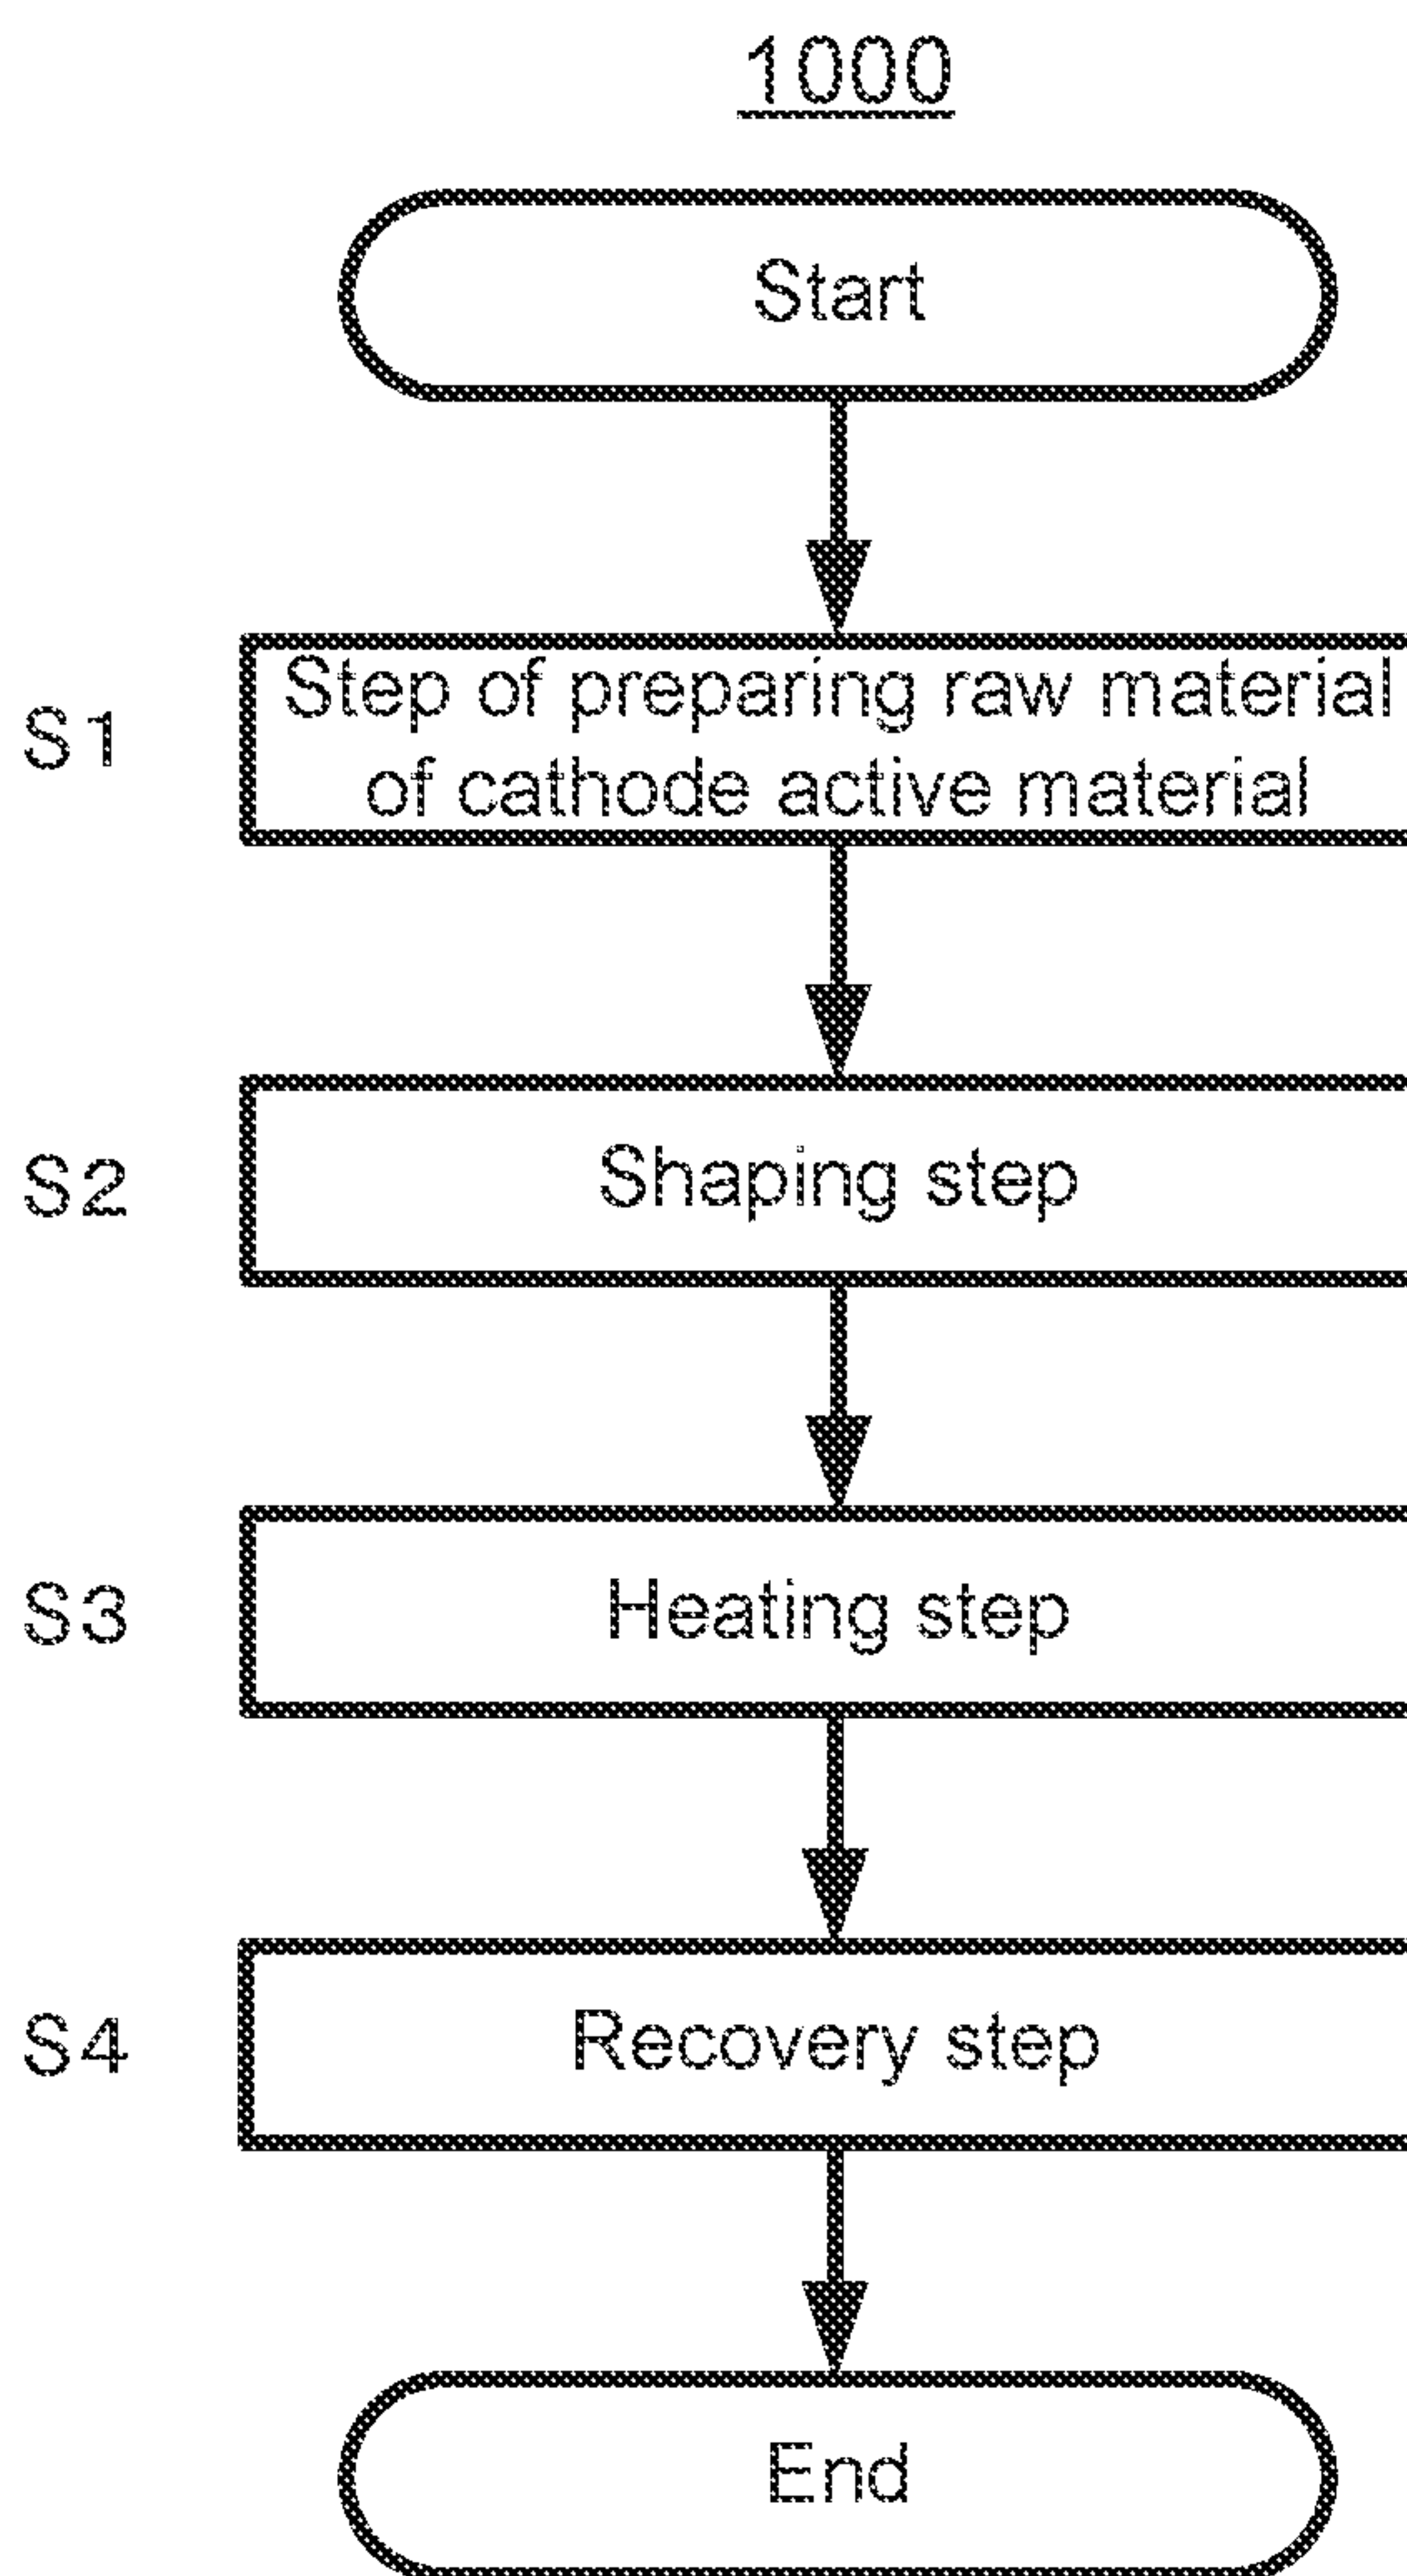 1000
Start
S1
Step of preparing raw material
of cathode active material
S2
Shaping step
S3
Heating step
S4
Recovery step
End